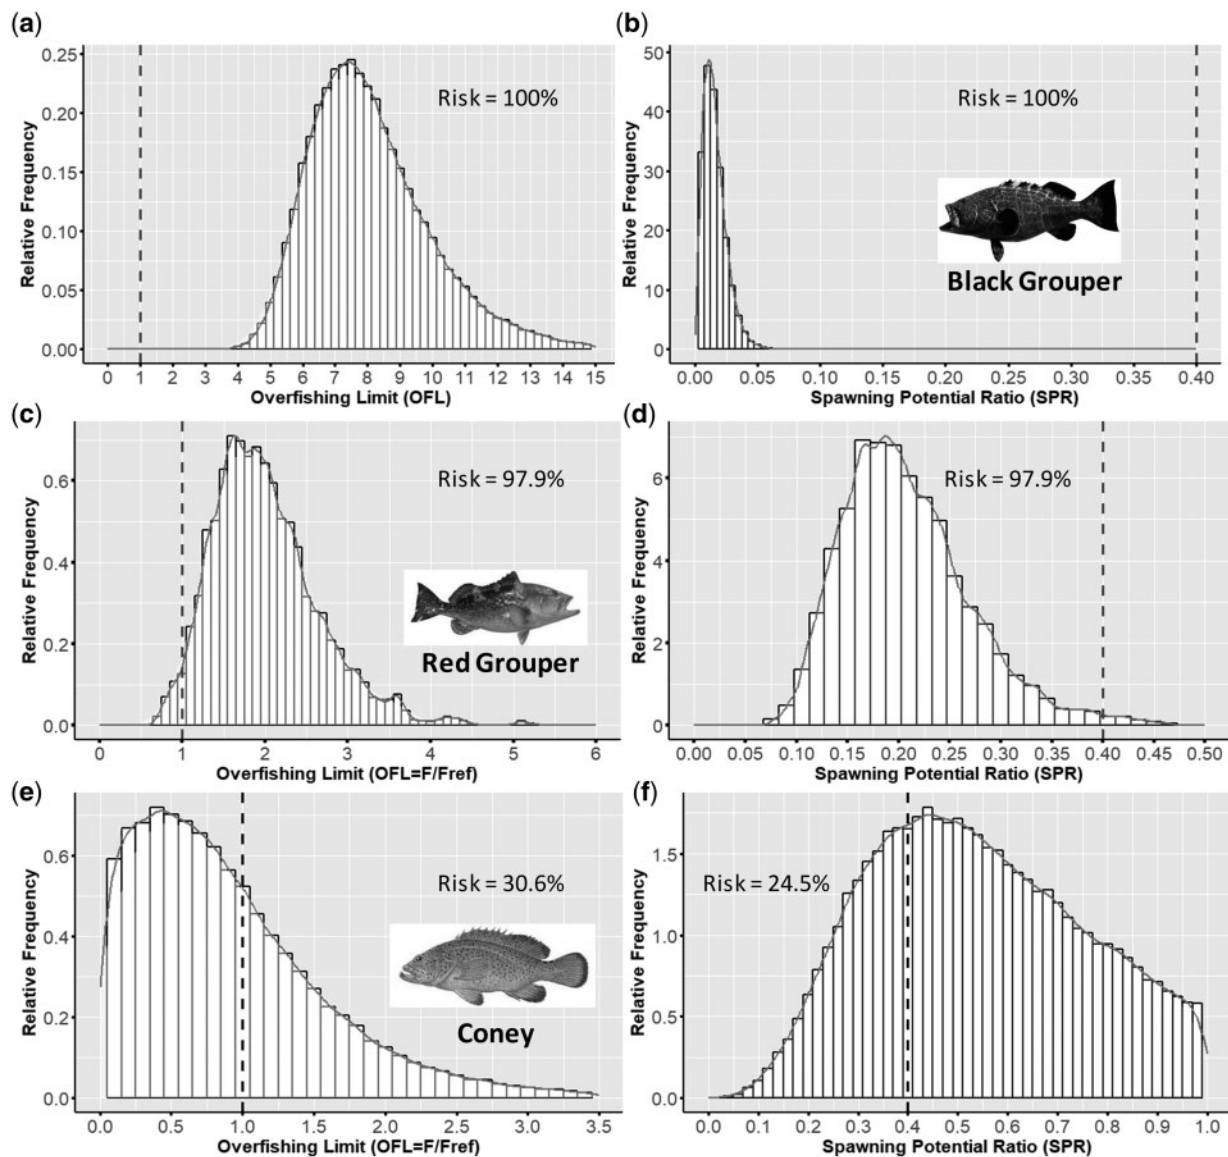 (a)
Relative Frequency
0.25
0.20
0.15
0.10
0.05
0.00
Risk = 100%
0 1 2 3 4 5 6 7 8 9 10 11 12 13 14 15
Overfishing Limit (OFL)
(b)
Relative Frequency
50
40
30
20
10
0
Risk = 100%
Black Grouper
0.00 0.05 0.10 0.15 0.20 0.25 0.30 0.35 0.40
Spawning Potential Ratio (SPR)
(c)
Relative Frequency
0.6
0.4
0.2
0.0
Risk = 97.9%
Red Grouper
0 1 2 3 4 5 6
Overfishing Limit (OFL=F/Fref)
(d)
Relative Frequency
6
4
2
0
Risk = 97.9%
0.00 0.05 0.10 0.15 0.20 0.25 0.30 0.35 0.40 0.45 0.50
Spawning Potential Ratio (SPR)
(e)
Relative Frequency
0.6
0.4
0.2
0.0
Risk = 30.6%
Coney
0.0 0.5 1.0 1.5 2.0 2.5 3.0 3.5
Overfishing Limit (OFL=F/Fref)
(f)
Relative Frequency
1.5
1.0
0.5
0.0
Risk = 24.5%
0.0 0.1 0.2 0.3 0.4 0.5 0.6 0.7 0.8 0.9 1.0
Spawning Potential Ratio (SPR)